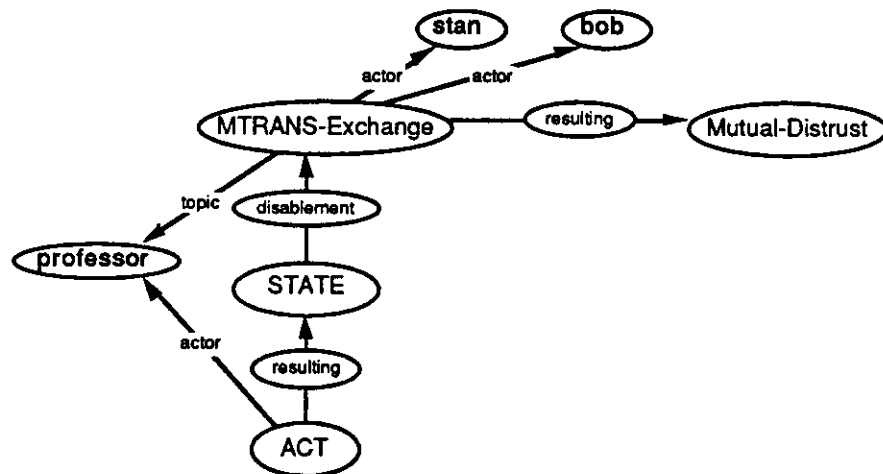 stan
bob
actor
actor
MTRANS-Exchange
resulting
Mutual-Distrust
topic
disablement
professor
STATE
actor
resulting
ACT